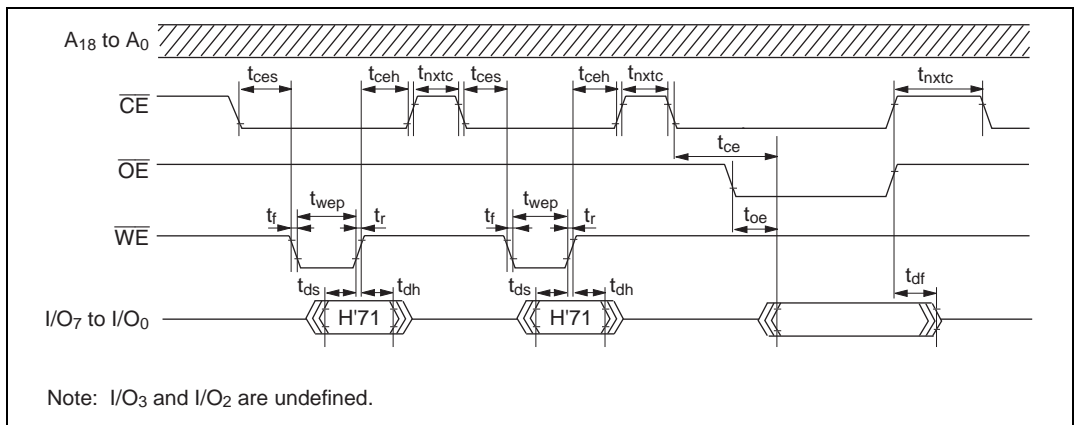 A18 to A0
tces tceh tnxtc tces tceh tnxtc tnxtc
CE
tce
OE
twep twep
tf tr tf tr toe
WE
tds tdh tds tdh tdf
I/O7 to I/O0 H'71 H'71
Note: I/O3 and I/O2 are undefined.